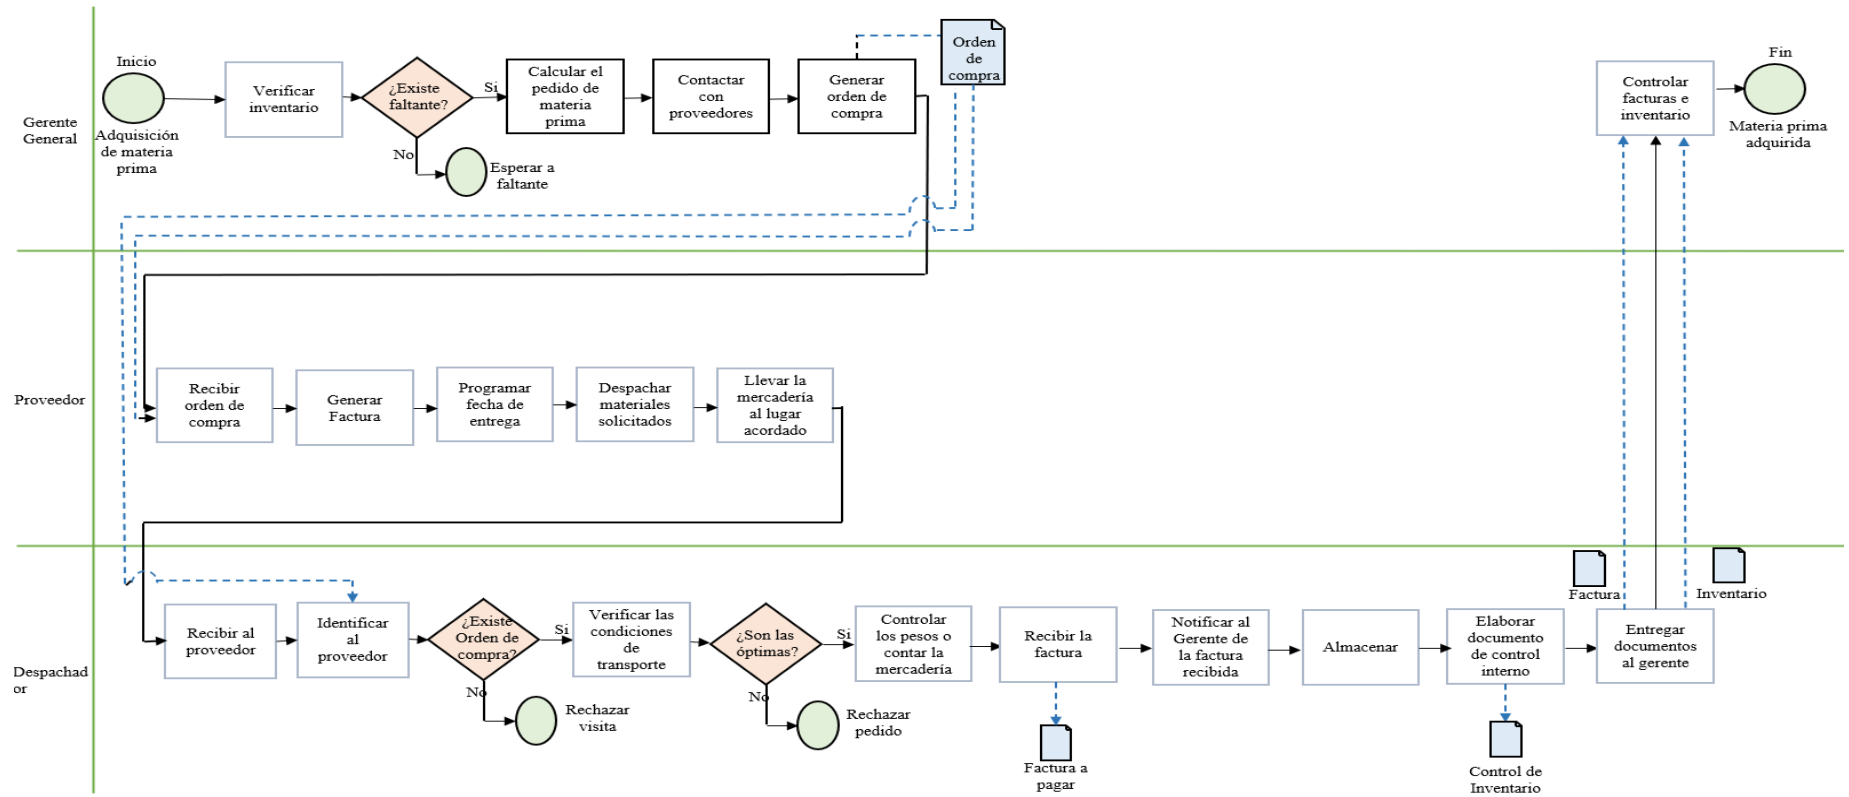 Gerente
General
Inicio
Adquisición
de materia
prima
Verificar
inventario
¿Existe
faltante?
Si
No
Esperar a
faltante
Calcular el
pedido de
materia
prima
Contactar
con
proveedores
Generar
orden de
compra
Orden
de
compra
Controlar
facturas e
inventario
Fin
Materia prima
adquirida
Proveedor
Recibir
orden de
compra
Generar
Factura
Programar
fecha de
entrega
Despachar
materiales
solicitados
Llevar la
mercadería
al lugar
acordado
Despachad
or
Recibir al
proveedor
Identificar
al
proveedor
¿Existe
Orden de
compra?
Si
No
Rechazar
visita
Verificar las
condiciones
de
transporte
¿Son las
óptimas?
Si
No
Rechazar
pedido
Controlar
los pesos o
contar la
mercadería
Recibir la
factura
Factura a
pagar
Notificar al
Gerente de
la factura
recibida
Almacenar
Elaborar
documento
de control
interno
Control de
Inventario
Entregar
documentos
al gerente
Factura
Inventario